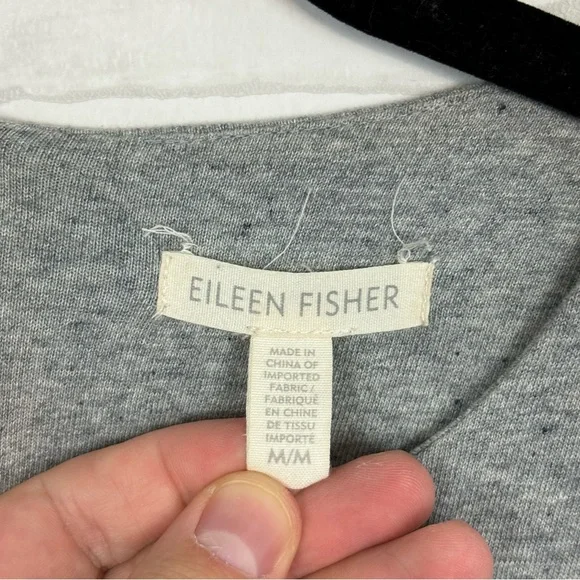 EILEEN FISHER
MADE IN
CHINA OF
IMPORTED
FABRIC /
FABRIQUÉ
EN CHINE
DE TISSU
IMPORTÉ
M/M